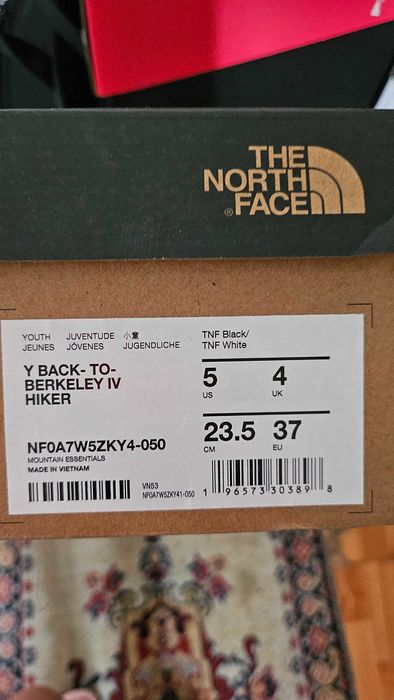 THE
NORTH
FACE
®
YOUTH JUVENTUDE 小童
JEUNES JÓVENES JUGENDLICHE
TNF Black/
TNF White
Y BACK- TO-
BERKELEY IV
HIKER
5 4
US UK
23.5 37
CM EU
NF0A7W5ZKY4-050
MOUNTAIN ESSENTIALS
MADE IN VIETNAM
VN53
NF0A7W5ZKY41-050
1 96573 30389 8